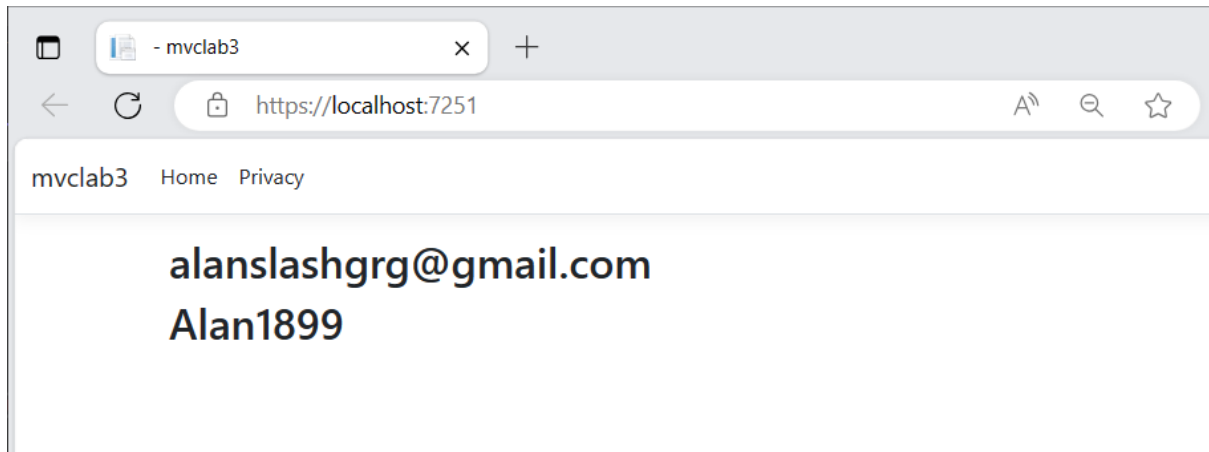 - mvclab3
https://localhost:7251
mvclab3 Home Privacy
alanslashgrg@gmail.com
Alan1899